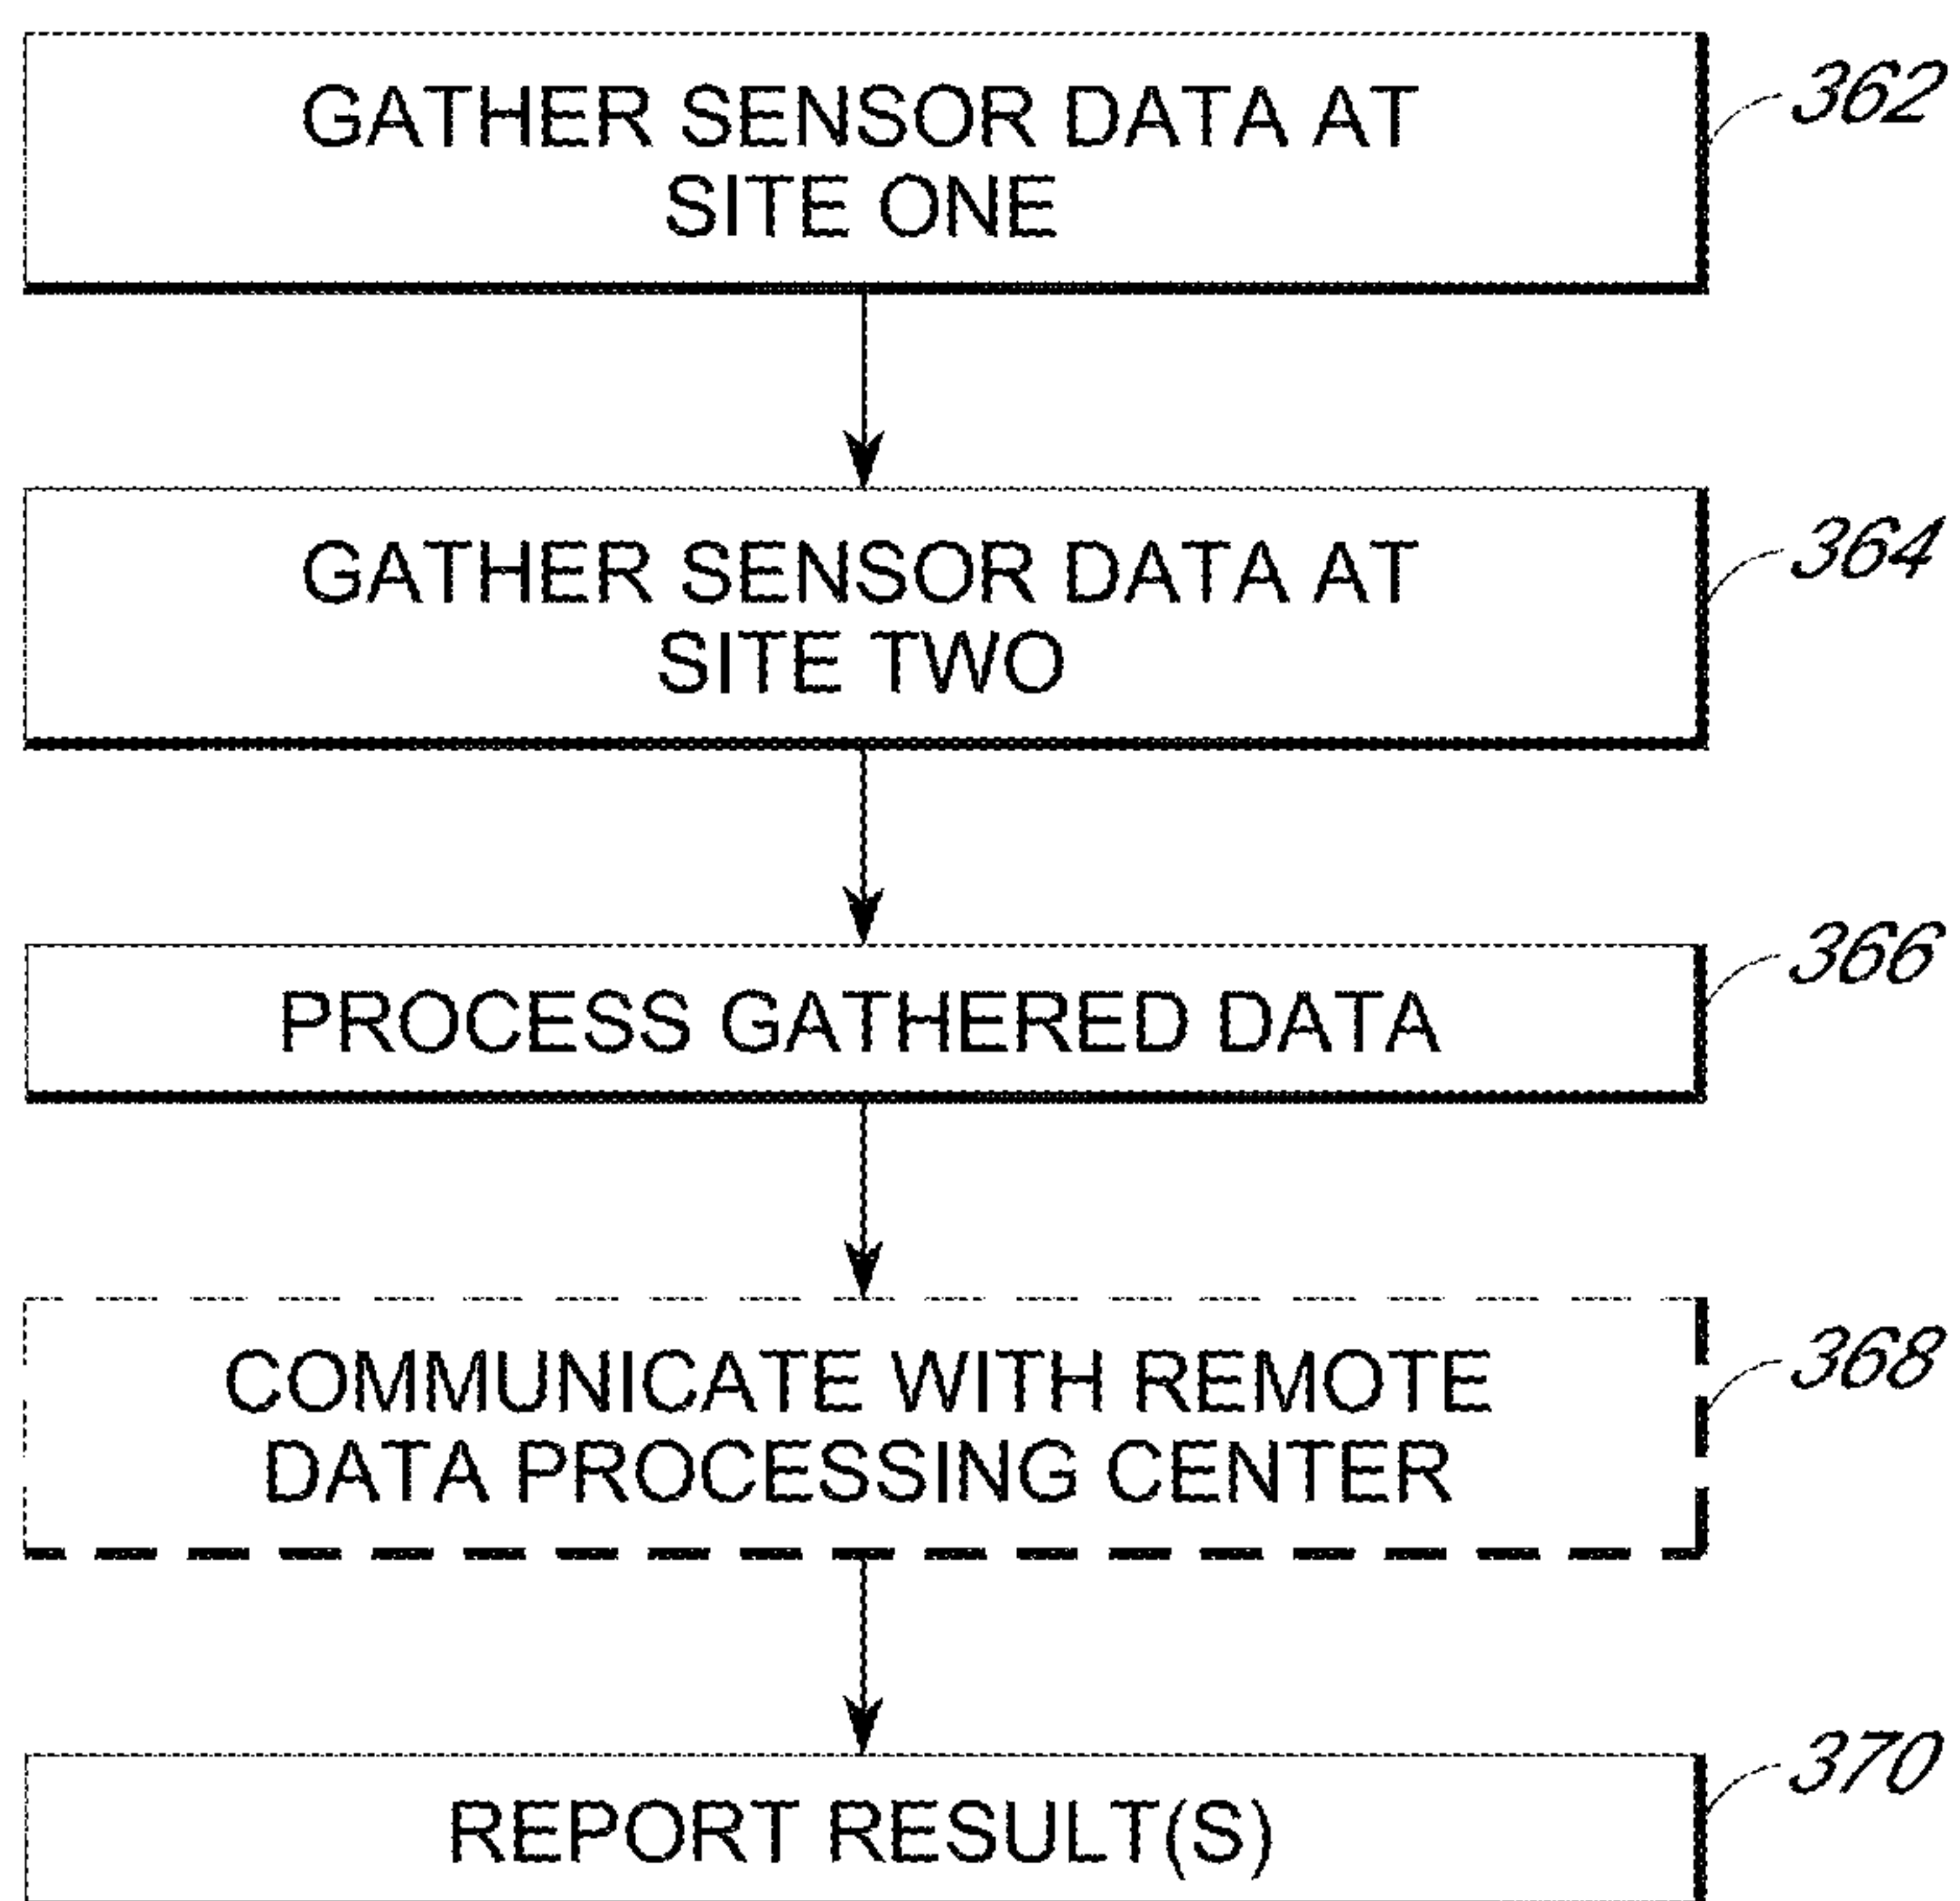 GATHER SENSOR DATA AT
SITE ONE
362
GATHER SENSOR DATA AT
SITE TWO
364
PROCESS GATHERED DATA
366
COMMUNICATE WITH REMOTE
DATA PROCESSING CENTER
368
REPORT RESULT(S)
370